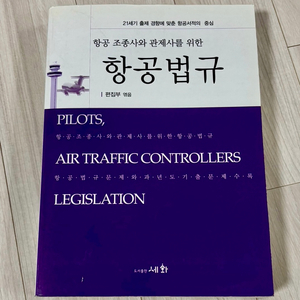 21세기 출제 경향에 맞춘 항공서적의 중심
항공 조종사와 관제사를 위한
항공법규
| 편집부 엮음
PILOTS,
항·공·조·종·사·와·관·제·사·를·위·한·항·공·법·규
AIR TRAFFIC CONTROLLERS
항·공·법·규·문·제·와·과·년·도·기·출·문·제·수·록
LEGISLATION
도서출판 세화